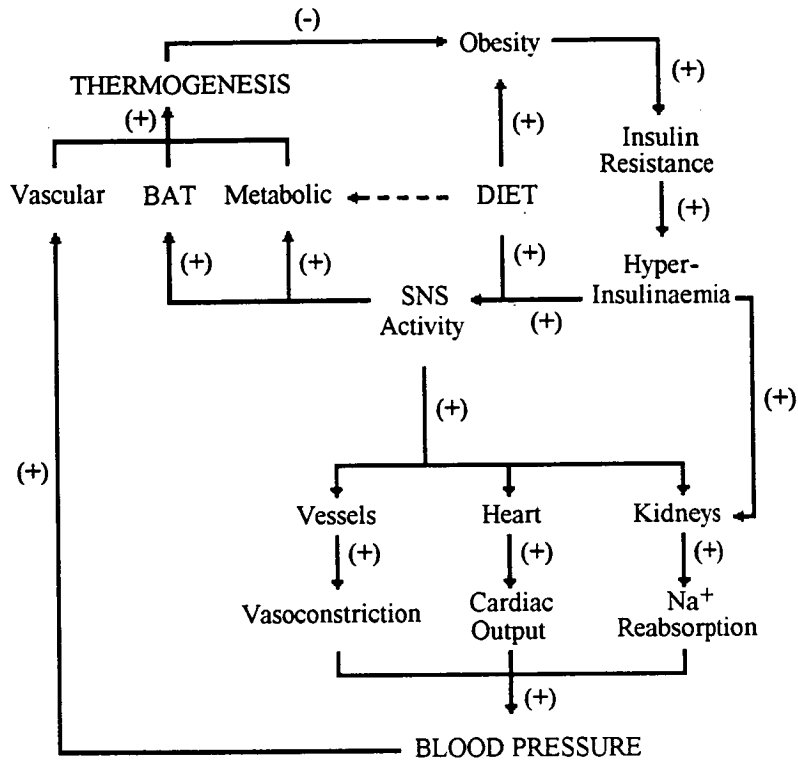 (-)
Obesity
(+)
THERMOGENESIS
(+)
(+)
Insulin
Resistance
Vascular BAT Metabolic DIET
(+)
(+) (+) (+)
Hyper-
Insulinaemia
SNS
Activity
(+)
(+)
(+)
(+)
Vessels Heart Kidneys
(+) (+) (+)
Vasoconstriction
Cardiac
Output
Na+
Reabsorption
(+)
BLOOD PRESSURE